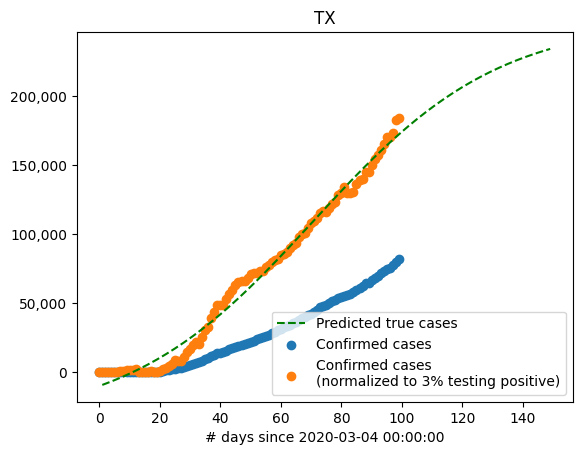 TX
200,000
150,000
100,000
50,000
0
Predicted true cases
Confirmed cases
Confirmed cases
(normalized to 3% testing positive)
0 20 40 60 80 100 120 140
# days since 2020-03-04 00:00:00